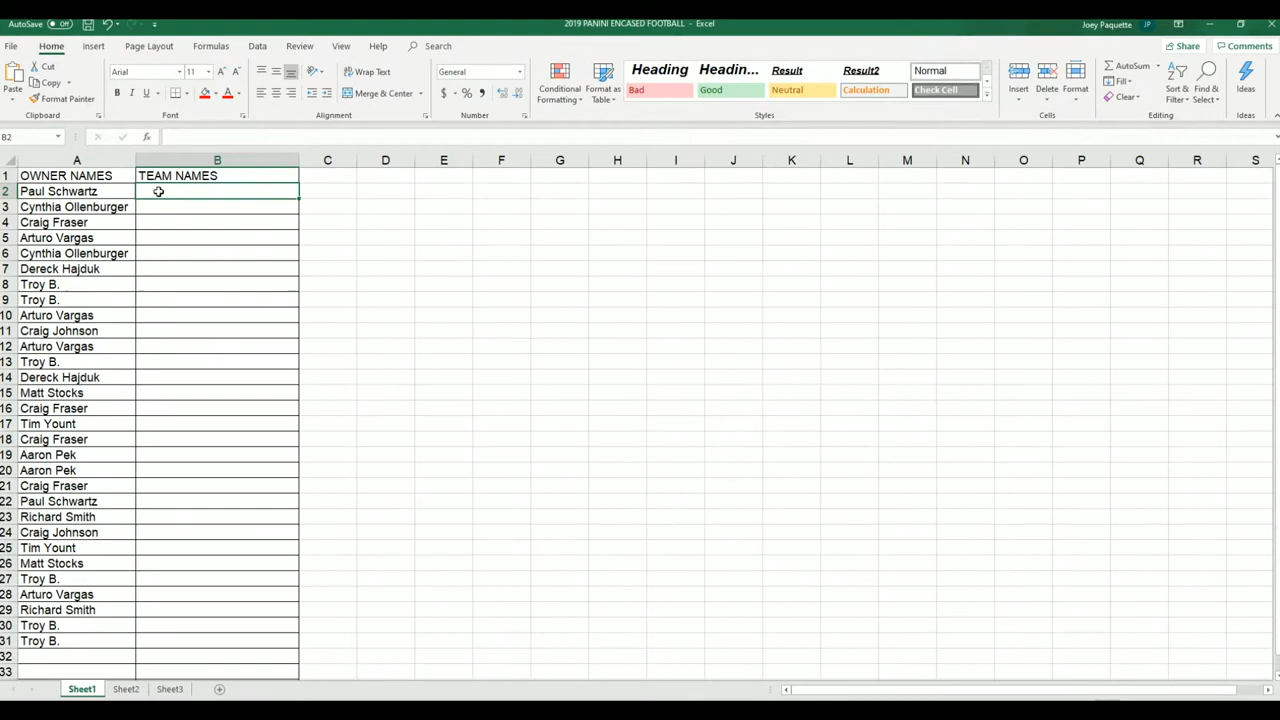 AutoSave Off 2019 PANINI ENCASED FOOTBALL - Excel Joey Paquette JP
File Home Insert Page Layout Formulas Data Review View Help Search Share Comments
Cut
Copy
Format Painter
Paste
Clipboard
Arial 11
B I U
Font
Wrap Text
Merge & Center
Alignment
General
$ % ,
Number
Conditional Formatting
Format as Table
Heading Headin... Result Result2 Normal
Bad Good Neutral Calculation Check Cell
Styles
Insert Delete Format
Cells
AutoSum
Fill
Clear
Sort & Filter
Find & Select
Editing
Ideas
Ideas
B2 fx
A B C D E F G H I J K L M N O P Q R S
1 OWNER NAMES TEAM NAMES
2 Paul Schwartz
3 Cynthia Ollenburger
4 Craig Fraser
5 Arturo Vargas
6 Cynthia Ollenburger
7 Dereck Hajduk
8 Troy B.
9 Troy B.
10 Arturo Vargas
11 Craig Johnson
12 Arturo Vargas
13 Troy B.
14 Dereck Hajduk
15 Matt Stocks
16 Craig Fraser
17 Tim Yount
18 Craig Fraser
19 Aaron Pek
20 Aaron Pek
21 Craig Fraser
22 Paul Schwartz
23 Richard Smith
24 Craig Johnson
25 Tim Yount
26 Matt Stocks
27 Troy B.
28 Arturo Vargas
29 Richard Smith
30 Troy B.
31 Troy B.
32
33
Sheet1 Sheet2 Sheet3